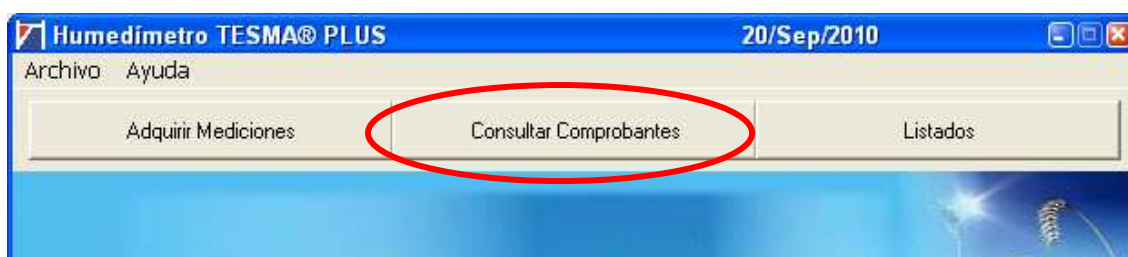 Humedímetro TESMA® PLUS 20/Sep/2010
Archivo Ayuda
Adquirir Mediciones Consultar Comprobantes Listados